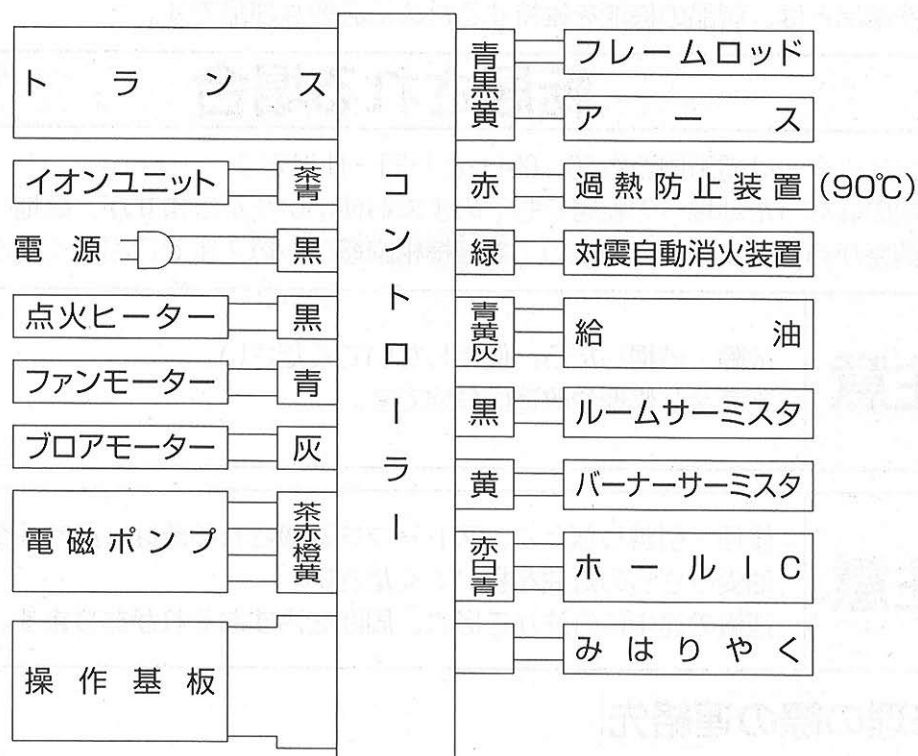 トランス
イオンユニット 茶青
電源 黒
点火ヒーター 黒
ファンモーター 青
ブロアモーター 灰
電磁ポンプ 茶赤橙黄
操作基板
コントローラー
青黒黄 フレームロッド
アース
赤 過熱防止装置(90℃)
緑 対震自動消火装置
青黄灰 給油
黒 ルームサーミスタ
黄 バーナーサーミスタ
赤白青 ホールIC
みはりやく